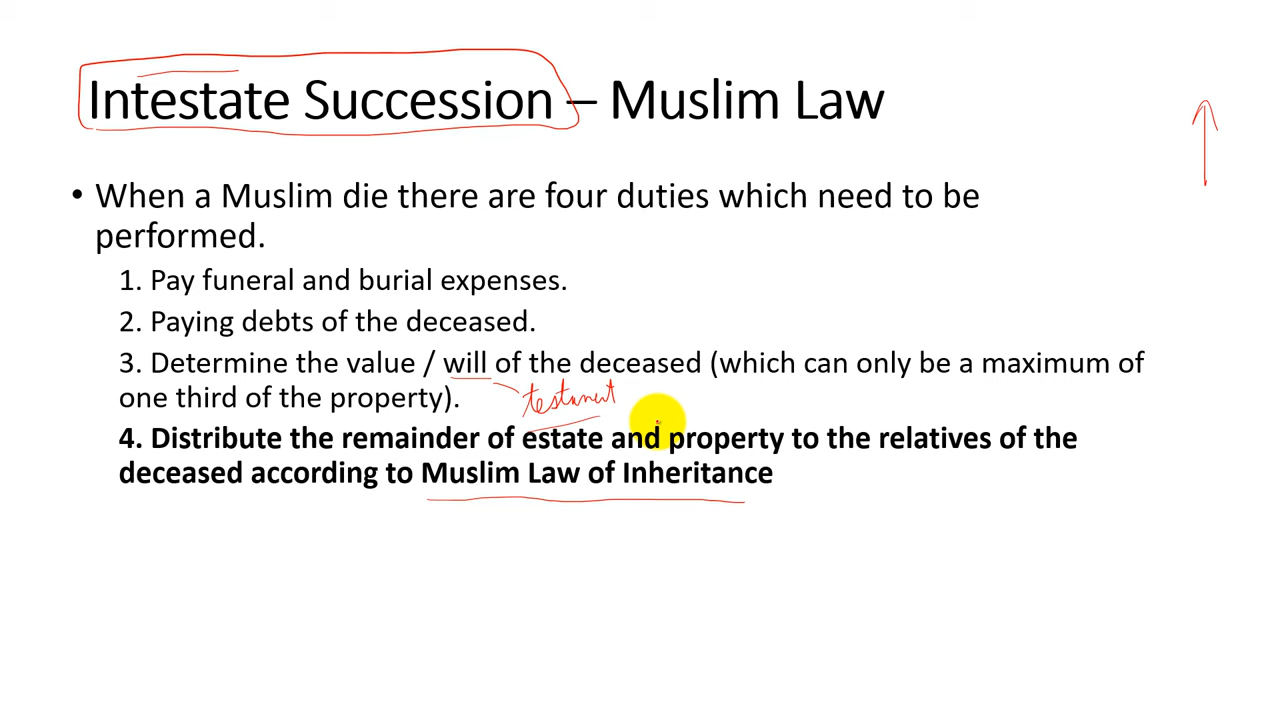 Intestate Succession – Muslim Law
• When a Muslim die there are four duties which need to be
performed.
1. Pay funeral and burial expenses.
2. Paying debts of the deceased.
3. Determine the value / will of the deceased (which can only be a maximum of
one third of the property).
testament
4. Distribute the remainder of estate and property to the relatives of the
deceased according to Muslim Law of Inheritance